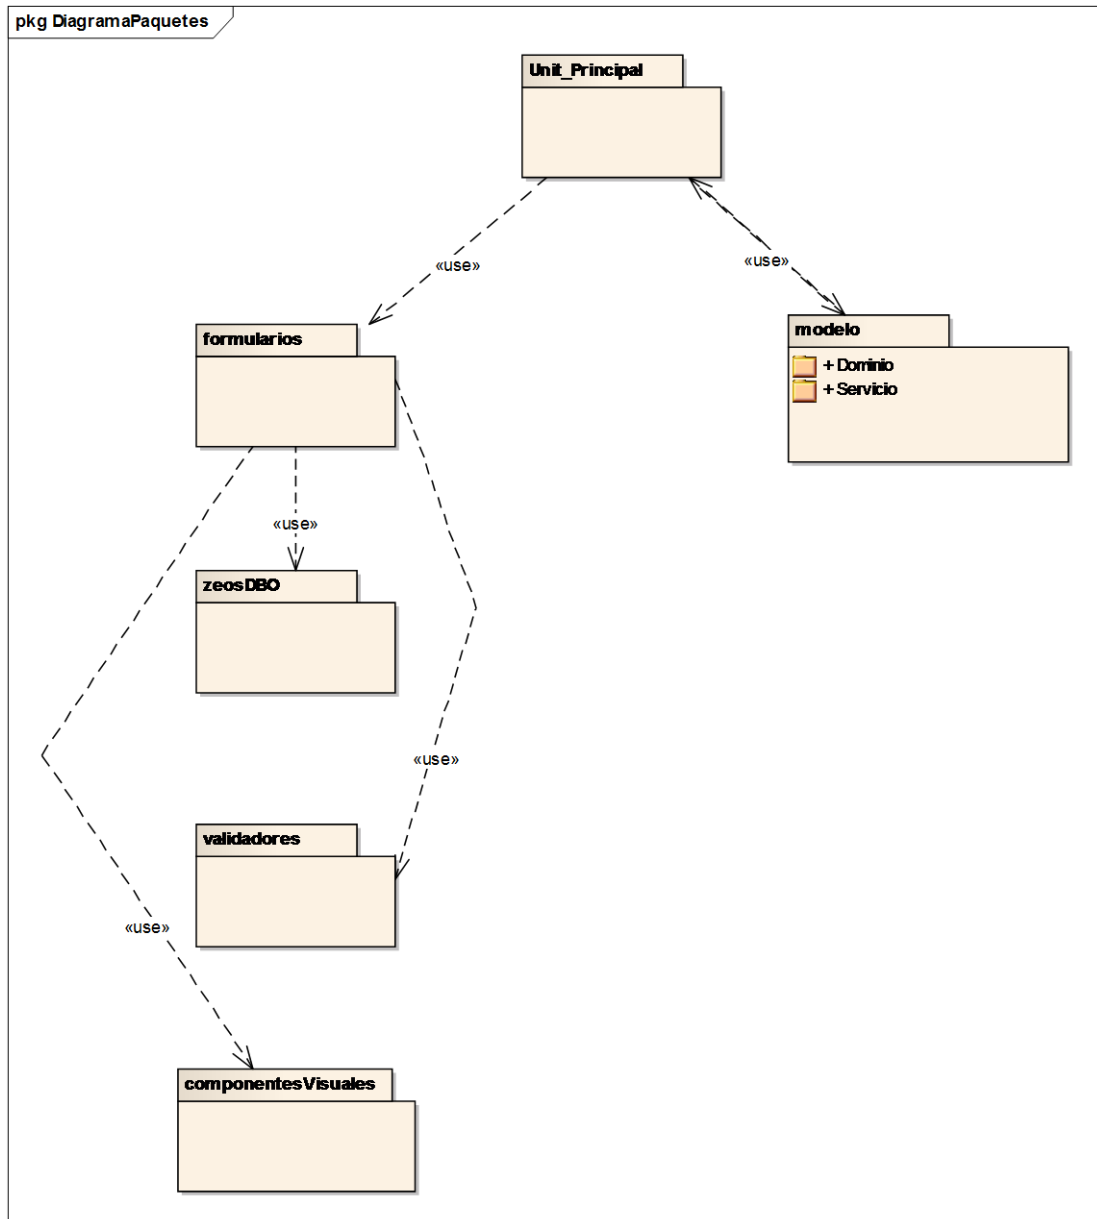 pkg DiagramaPaquetes
Unit_Principal
«use»
«use»
formularios
modelo
+ Dominio
+ Servicio
«use»
zeosDBO
«use»
validadores
«use»
componentesVisuales